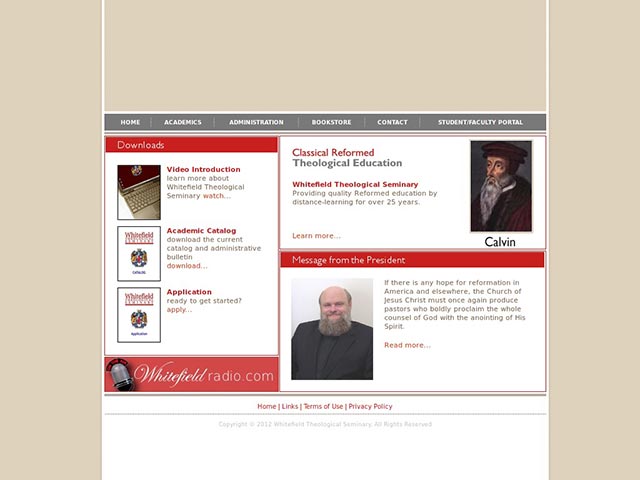 HOME
ACADEMICS
ADMINISTRATION
BOOKSTORE
CONTACT
STUDENT/FACULTY PORTAL
Downloads
Video Introduction
learn more about
Whitefield Theological
Seminary watch...
Whitefield
CATALOG
Academic Catalog
download the current
catalog and administrative
bulletin
download...
Whitefield
Application
Application
ready to get started?
apply...
Whitefield radio.com
Classical Reformed
Theological Education
Whitefield Theological Seminary
Providing quality Reformed education by
distance-learning for over 25 years.
Learn more...
Calvin
Message from the President
If there is any hope for reformation in
America and elsewhere, the Church of
Jesus Christ must once again produce
pastors who boldly proclaim the whole
counsel of God with the anointing of His
Spirit.
Read more...
Home | Links | Terms of Use | Privacy Policy
Copyright © 2012 Whitefield Theological Seminary, All Rights Reserved